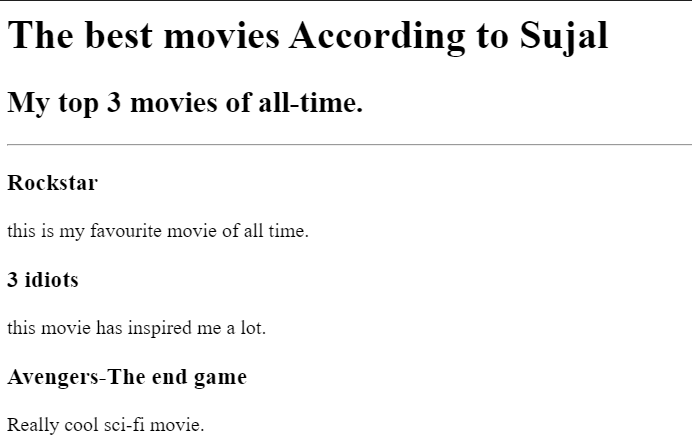 The best movies According to Sujal
My top 3 movies of all-time.
Rockstar
this is my favourite movie of all time.
3 idiots
this movie has inspired me a lot.
Avengers-The end game
Really cool sci-fi movie.